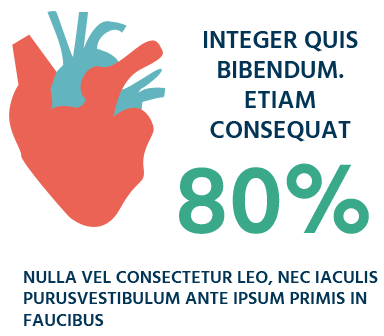 INTEGER QUIS
BIBENDUM.
ETIAM
CONSEQUAT
80%
NULLA VEL CONSECTETUR LEO, NEC IACULIS
PURUSVESTIBULUM ANTE IPSUM PRIMIS IN
FAUCIBUS